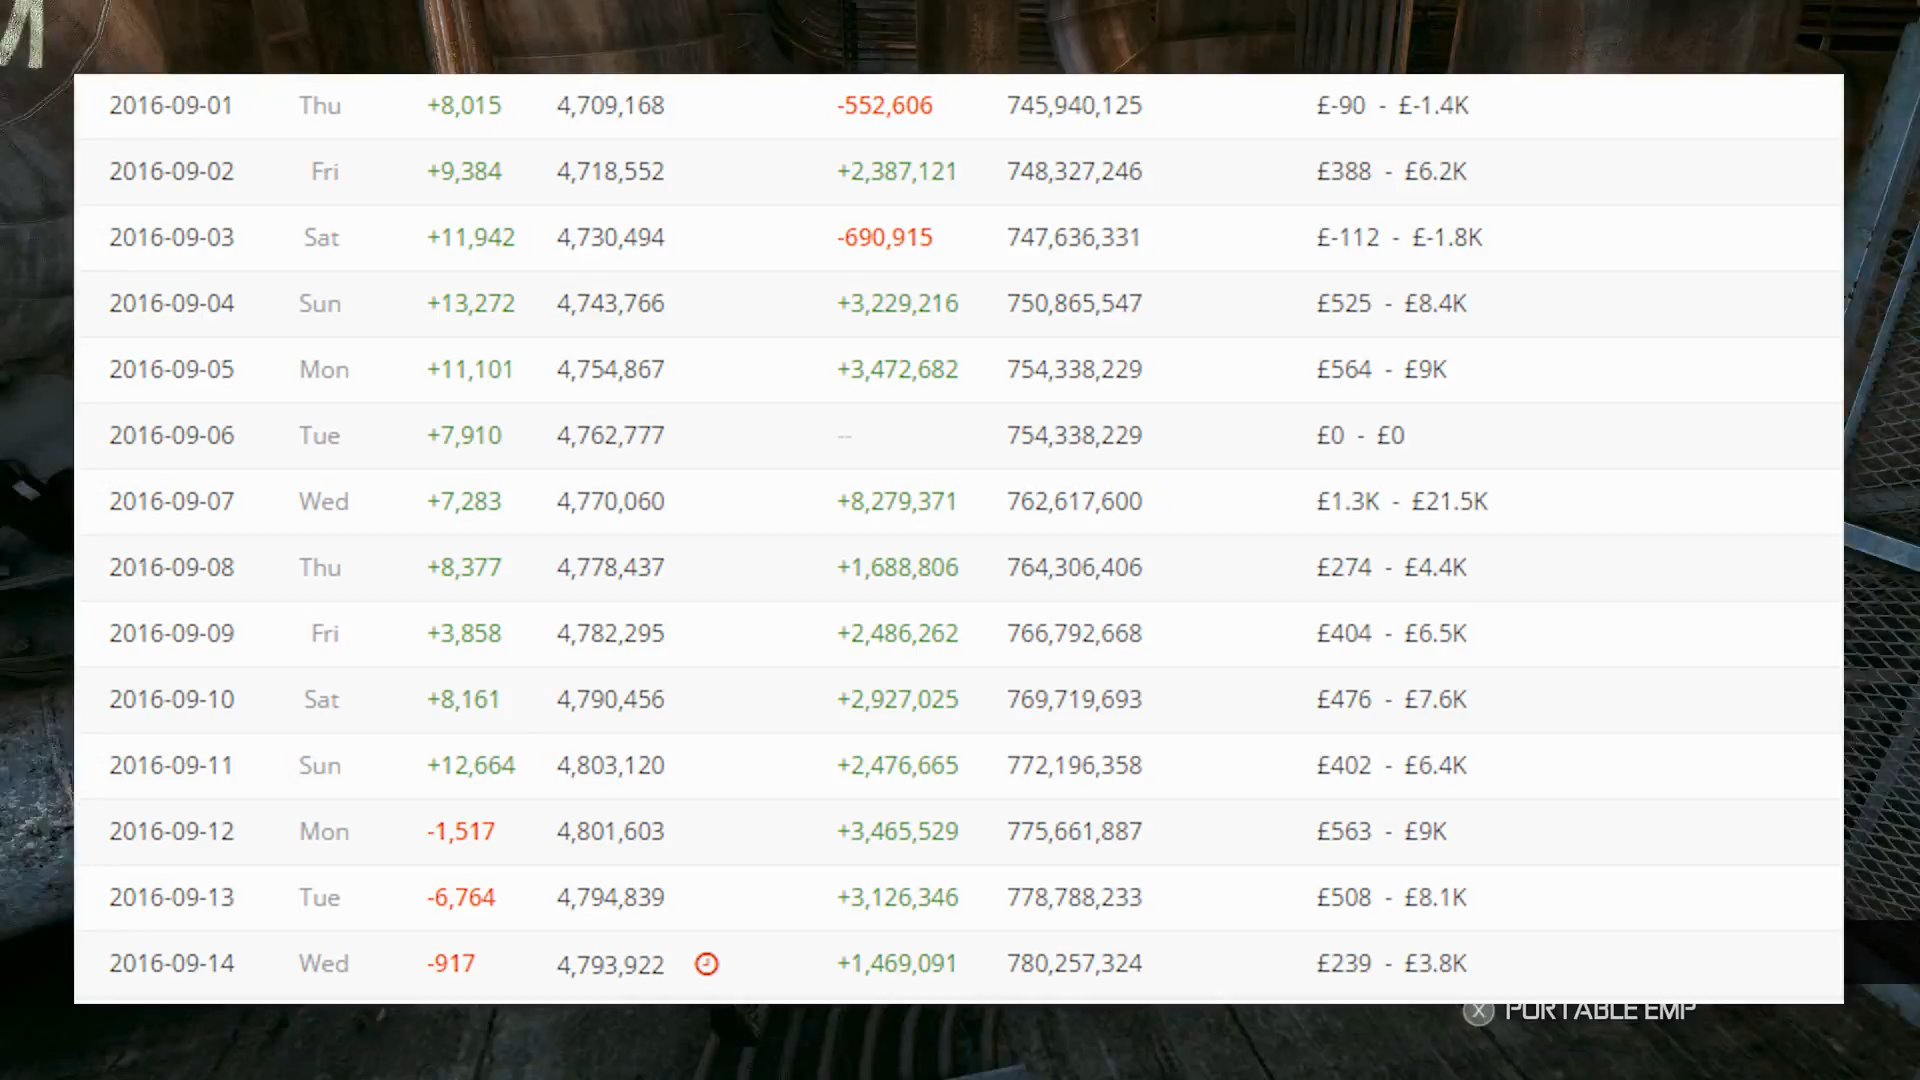 2016-09-01 Thu +8,015 4,709,168 -552,606 745,940,125 £-90 - £-1.4K
2016-09-02 Fri +9,384 4,718,552 +2,387,121 748,327,246 £388 - £6.2K
2016-09-03 Sat +11,942 4,730,494 -690,915 747,636,331 £-112 - £-1.8K
2016-09-04 Sun +13,272 4,743,766 +3,229,216 750,865,547 £525 - £8.4K
2016-09-05 Mon +11,101 4,754,867 +3,472,682 754,338,229 £564 - £9K
2016-09-06 Tue +7,910 4,762,777 -- 754,338,229 £0 - £0
2016-09-07 Wed +7,283 4,770,060 +8,279,371 762,617,600 £1.3K - £21.5K
2016-09-08 Thu +8,377 4,778,437 +1,688,806 764,306,406 £274 - £4.4K
2016-09-09 Fri +3,858 4,782,295 +2,486,262 766,792,668 £404 - £6.5K
2016-09-10 Sat +8,161 4,790,456 +2,927,025 769,719,693 £476 - £7.6K
2016-09-11 Sun +12,664 4,803,120 +2,476,665 772,196,358 £402 - £6.4K
2016-09-12 Mon -1,517 4,801,603 +3,465,529 775,661,887 £563 - £9K
2016-09-13 Tue -6,764 4,794,839 +3,126,346 778,788,233 £508 - £8.1K
2016-09-14 Wed -917 4,793,922 +1,469,091 780,257,324 £239 - £3.8K
X PORTABLE EMP